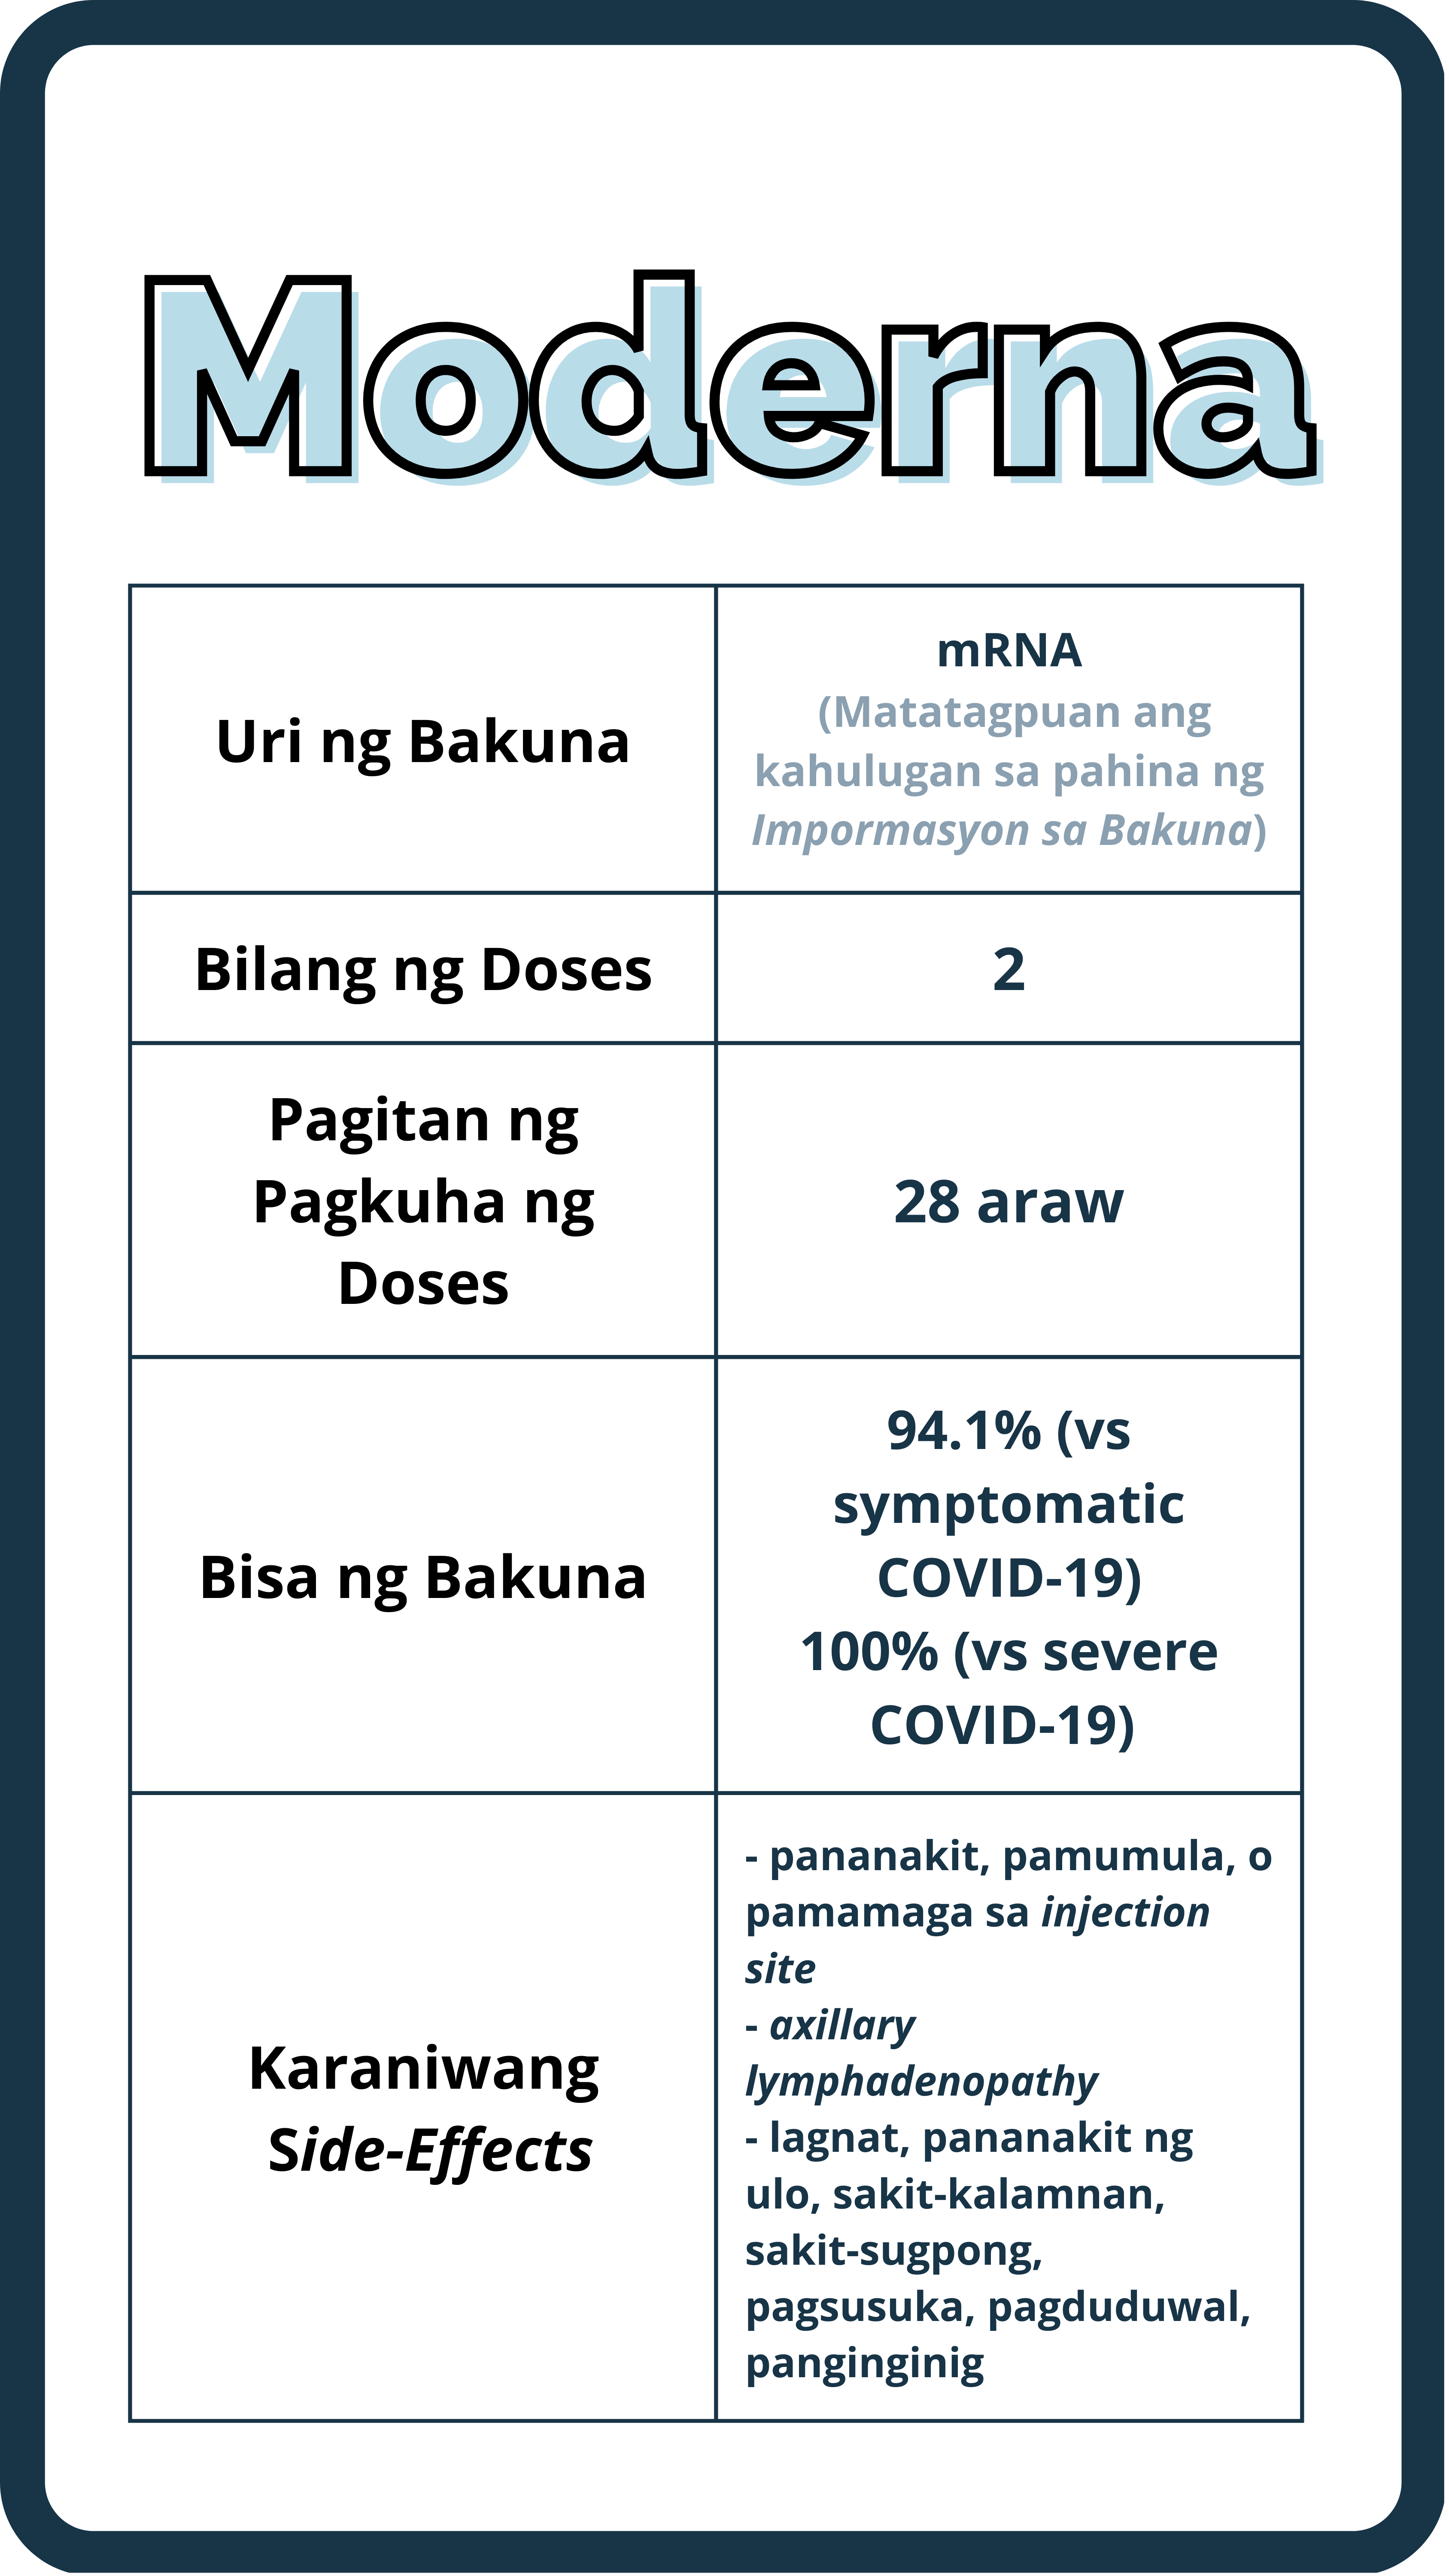 Moderna
Uri ng Bakuna
mRNA
(Matatagpuan ang
kahulugan sa pahina ng
Impormasyon sa Bakuna)
Bilang ng Doses
2
Pagitan ng
Pagkuha ng
Doses
28 araw
Bisa ng Bakuna
94.1% (vs
symptomatic
COVID-19)
100% (vs severe
COVID-19)
Karaniwang
Side-Effects
- pananakit, pamumula, o
pamamaga sa injection
site
- axillary
lymphadenopathy
- lagnat, pananakit ng
ulo, sakit-kalamnan,
sakit-sugpong,
pagsusuka, pagduduwal,
panginginig